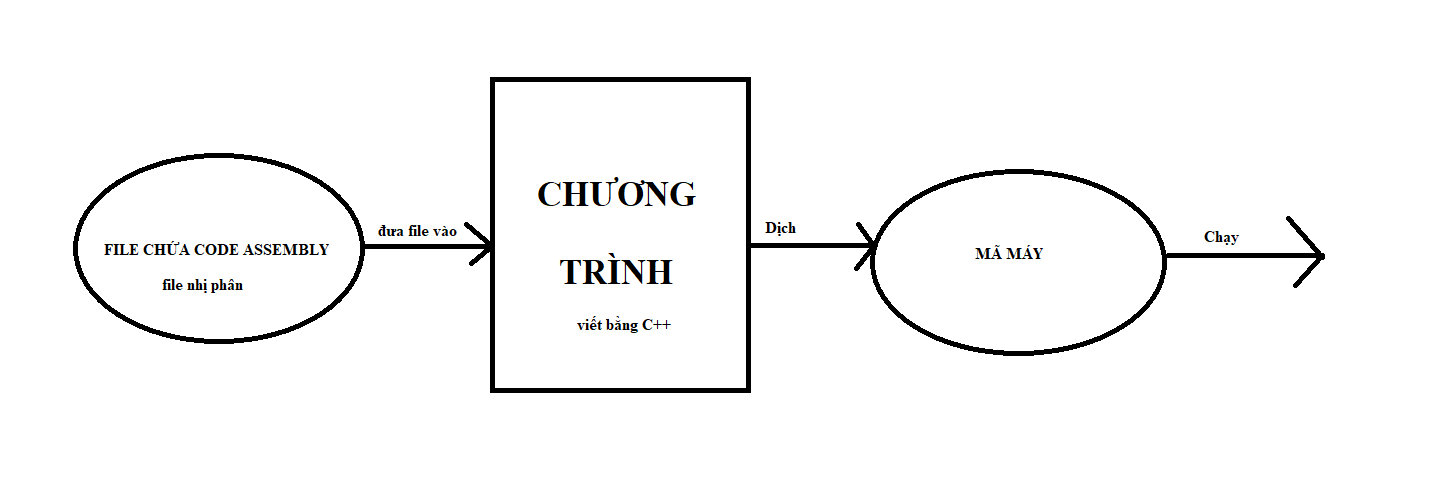 FILE CHỨA CODE ASSEMBLY
file nhị phân
đưa file vào
CHƯƠNG
TRÌNH
viết bằng C++
Dịch
MÃ MÁY
Chạy